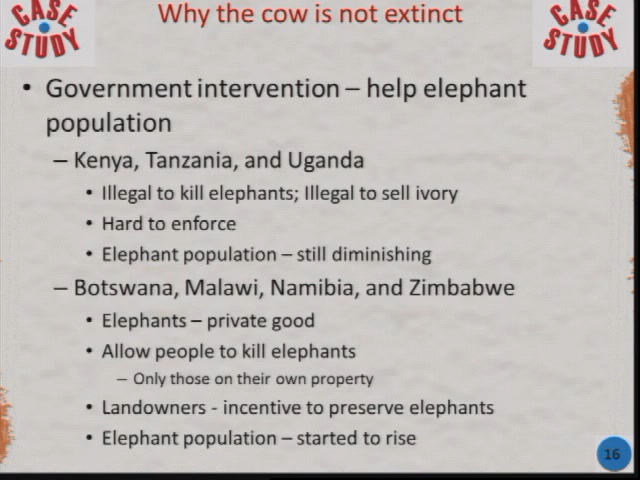 CASE STUDY
Why the cow is not extinct
CASE STUDY
• Government intervention – help elephant
population
– Kenya, Tanzania, and Uganda
• Illegal to kill elephants; Illegal to sell ivory
• Hard to enforce
• Elephant population – still diminishing
– Botswana, Malawi, Namibia, and Zimbabwe
• Elephants – private good
• Allow people to kill elephants
– Only those on their own property
• Landowners - incentive to preserve elephants
• Elephant population – started to rise
16